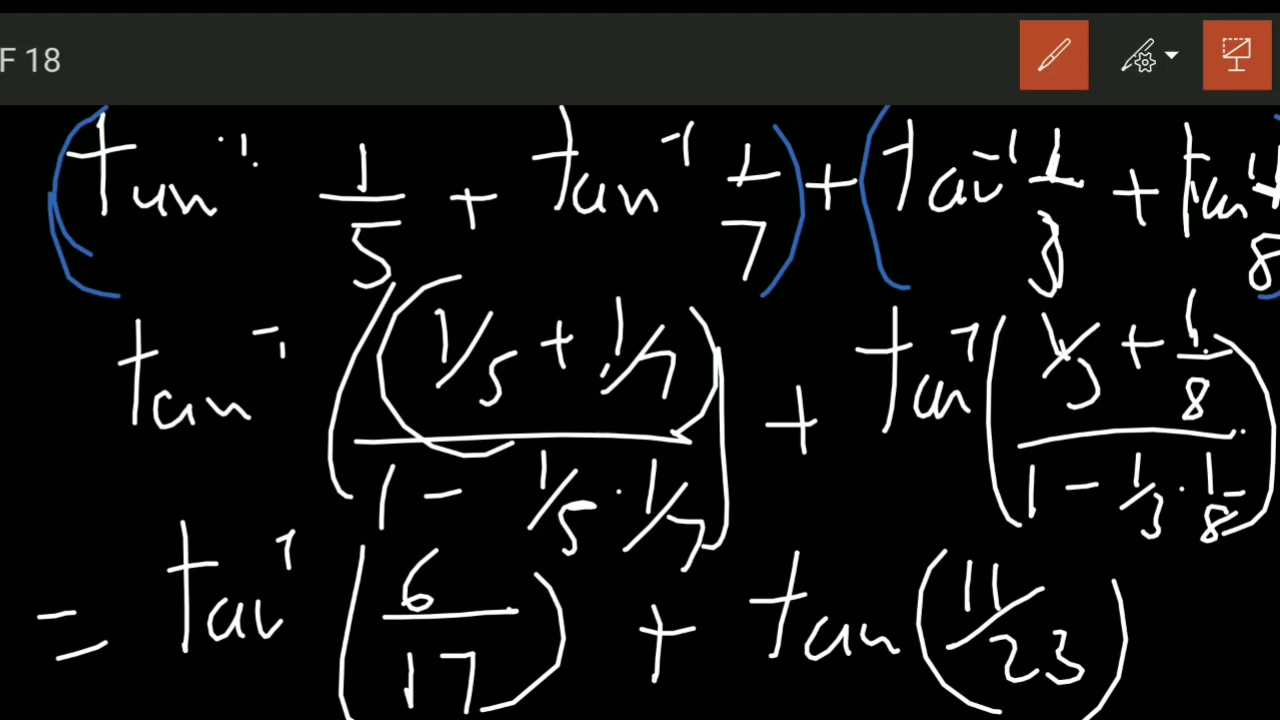 F 18
(tan⁻¹ 1/5 + tan⁻¹ 1/7) + (tan⁻¹ 1/3 + tan⁻¹ 1/8)
tan⁻¹ ((1/5 + 1/7) / (1 - 1/5 · 1/7)) + tan⁻¹ ((1/3 + 1/8) / (1 - 1/3 · 1/8))
= tan⁻¹ (6/17) + tan (11/23)